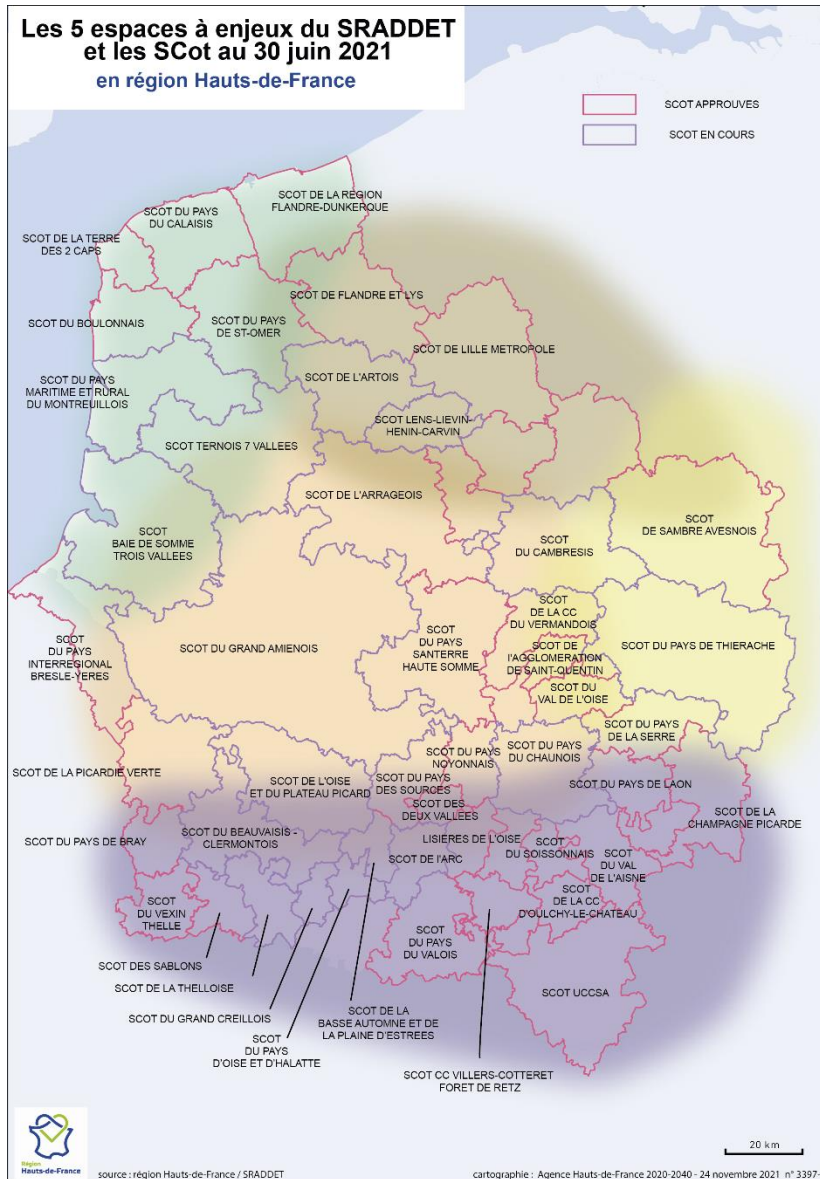 Les 5 espaces à enjeux du SRADDET
et les SCot au 30 juin 2021
en région Hauts-de-France
SCOT APPROUVES
SCOT EN COURS
SCOT DE LA REGION
FLANDRE-DUNKERQUE
SCOT DU PAYS
DU CALAISIS
SCOT DE LA TERRE
DES 2 CAPS
SCOT DE FLANDRE ET LYS
SCOT DU BOULONNAIS
SCOT DU PAYS
DE ST-OMER
SCOT DE LILLE METROPOLE
SCOT DE L'ARTOIS
SCOT DU PAYS
MARITIME ET RURAL
DU MONTREUILLOIS
SCOT LENS-LIEVIN-
HENIN-CARVIN
SCOT TERNOIS 7 VALLEES
SCOT DE L'ARRAGEOIS
SCOT
DE SAMBRE AVESNOIS
SCOT
BAIE DE SOMME
TROIS VALLEES
SCOT
DU CAMBRESIS
SCOT
DE LA CC
DU VERMANDOIS
SCOT
DU PAYS
INTERREGIONAL
BRESLE-YERES
SCOT DU GRAND AMIENOIS
SCOT
DU PAYS
SANTERRE
HAUTE SOMME
SCOT DE
l'AGGLOMERATION
DE SAINT-QUENTIN
SCOT DU PAYS DE THIERACHE
SCOT DU
VAL DE L'OISE
SCOT DU PAYS
DE LA SERRE
SCOT DU PAYS
NOYONNAIS
SCOT DU PAYS
DU CHAUNOIS
SCOT DE LA PICARDIE VERTE
SCOT DE L'OISE
ET DU PLATEAU PICARD
SCOT DU PAYS
DES SOURCES
SCOT DU PAYS DE LAON
SCOT DES
DEUX VALLEES
SCOT DE LA
CHAMPAGNE PICARDE
SCOT DU PAYS DE BRAY
SCOT DU BEAUVAISIS -
CLERMONTOIS
LISIERES DE L'OISE
SCOT
DU SOISSONNAIS
SCOT DE l'ARC
SCOT
DU VAL
DE L'AISNE
SCOT
DU VEXIN
THELLE
SCOT
DE LA CC
D'OULCHY-LE-CHATEAU
SCOT
DU PAYS
DU VALOIS
SCOT DES SABLONS
SCOT DE LA THELLOISE
SCOT UCCSA
SCOT DU GRAND CREILLOIS
SCOT DE LA
BASSE AUTOMNE ET DE
LA PLAINE D'ESTREES
SCOT
DU PAYS
D'OISE ET D'HALATTE
SCOT CC VILLERS-COTTERET
FORET DE RETZ
20 km
Région
Hauts-de-France
source : région Hauts-de-France / SRADDET
cartographie : Agence Hauts-de-France 2020-2040 - 24 novembre 2021 n° 3397-